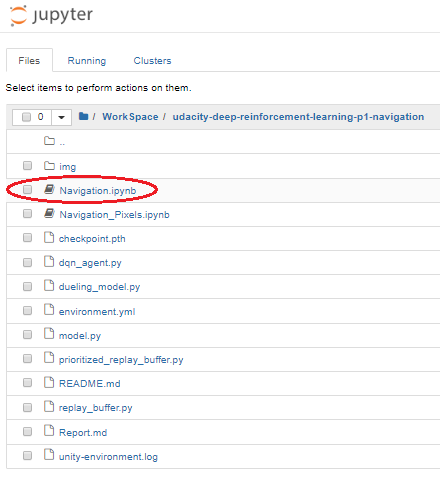 jupyter
Files Running Clusters
Select items to perform actions on them.
0 / WorkSpace / udacity-deep-reinforcement-learning-p1-navigation
..
img
Navigation.ipynb
Navigation_Pixels.ipynb
checkpoint.pth
dqn_agent.py
dueling_model.py
environment.yml
model.py
prioritized_replay_buffer.py
README.md
replay_buffer.py
Report.md
unity-environment.log